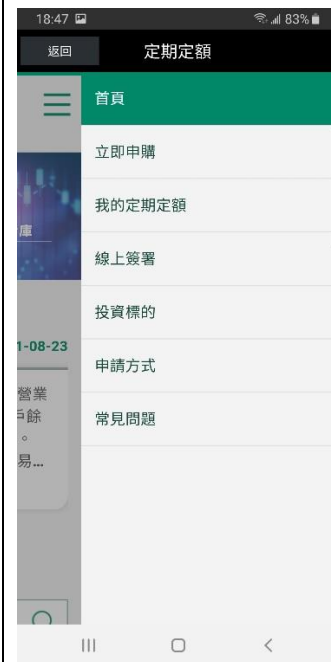 18:47 83%
返回 定期定額
首頁
立即申購
我的定期定額
線上簽署
庫
投資標的
1-08-23
申請方式
營業
戶餘
。
常見問題
易...